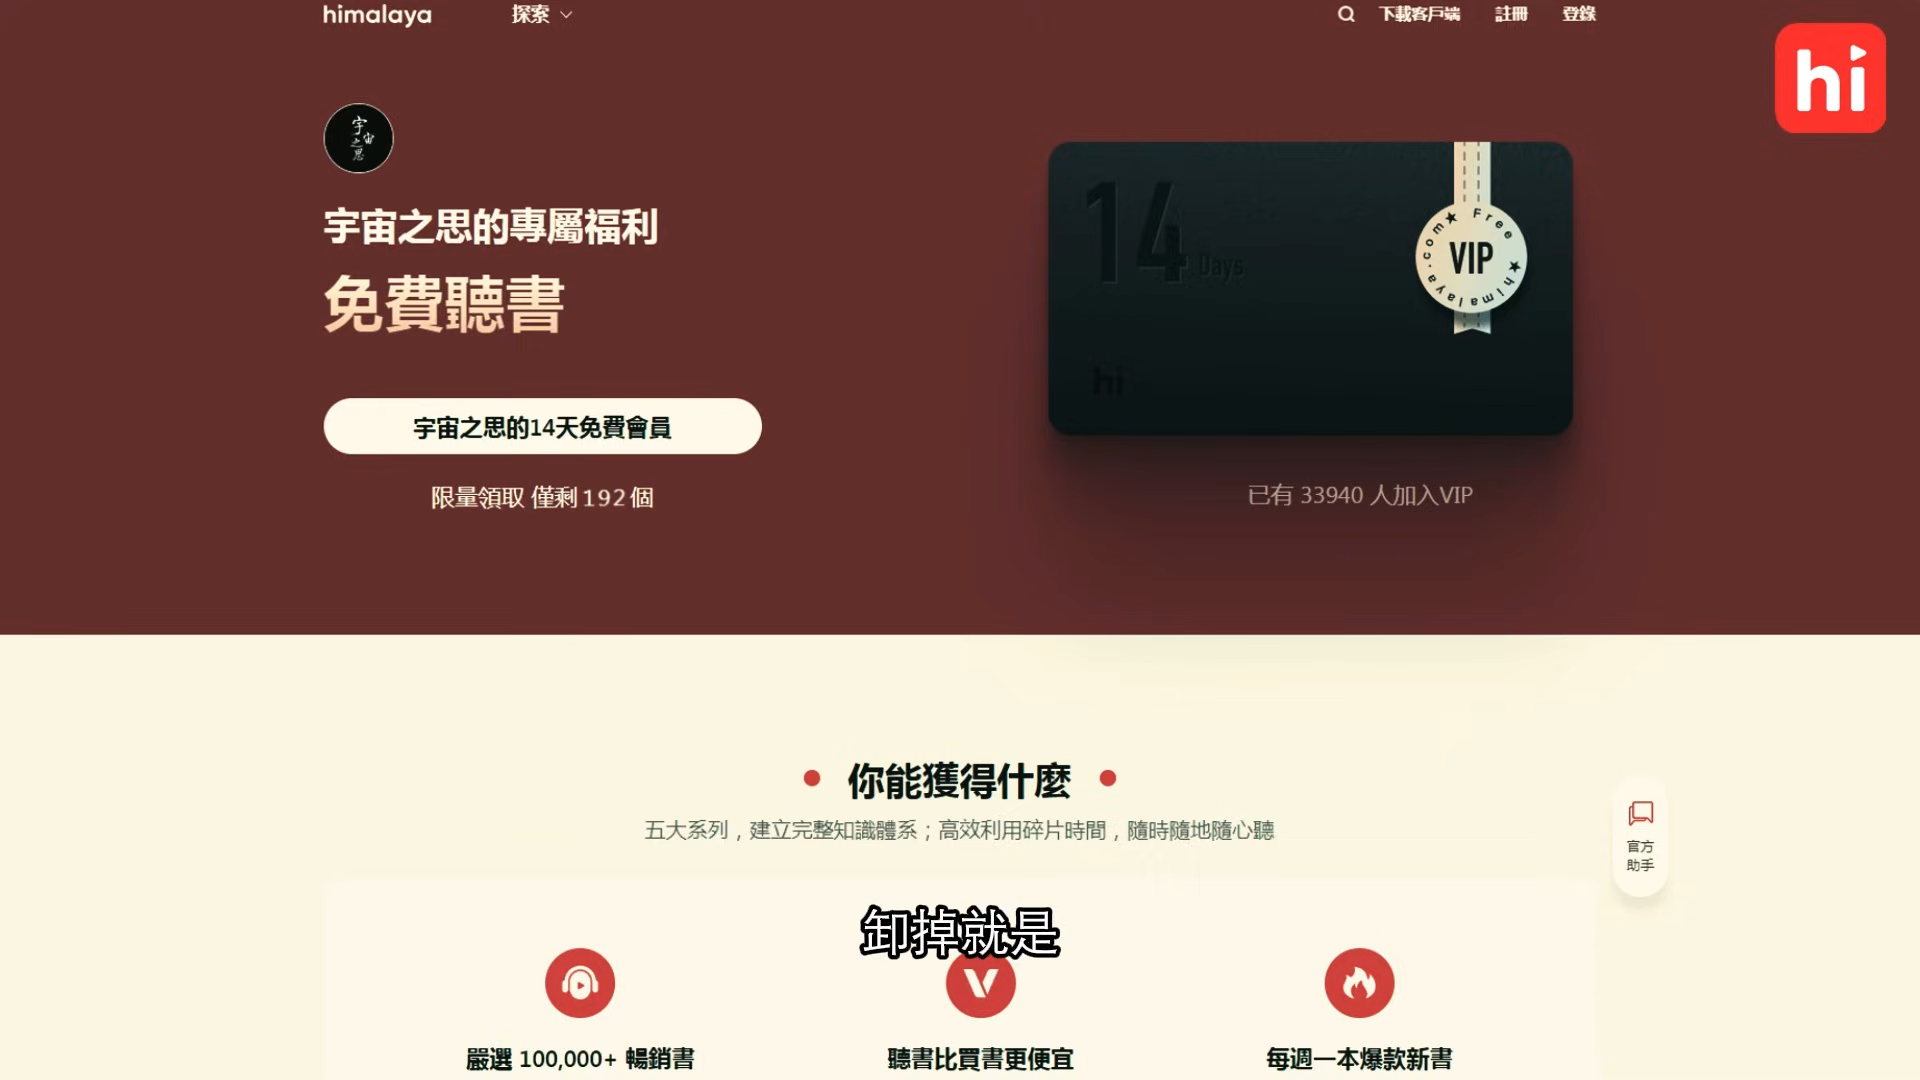 himalaya
探索
下載客戶端
註冊
登錄
hi
宇宙之思
宇宙之思的專屬福利
免費聽書
宇宙之思的14天免費會員
限量領取 僅剩192個
14 Days
hi
VIP
Free ★ himalaya.com ★
已有 33940 人加入VIP
你能獲得什麼
五大系列，建立完整知識體系；高效利用碎片時間，隨時隨地隨心聽
官方
助手
卸掉就是
嚴選 100,000+ 暢銷書
聽書比買書更便宜
每週一本爆款新書